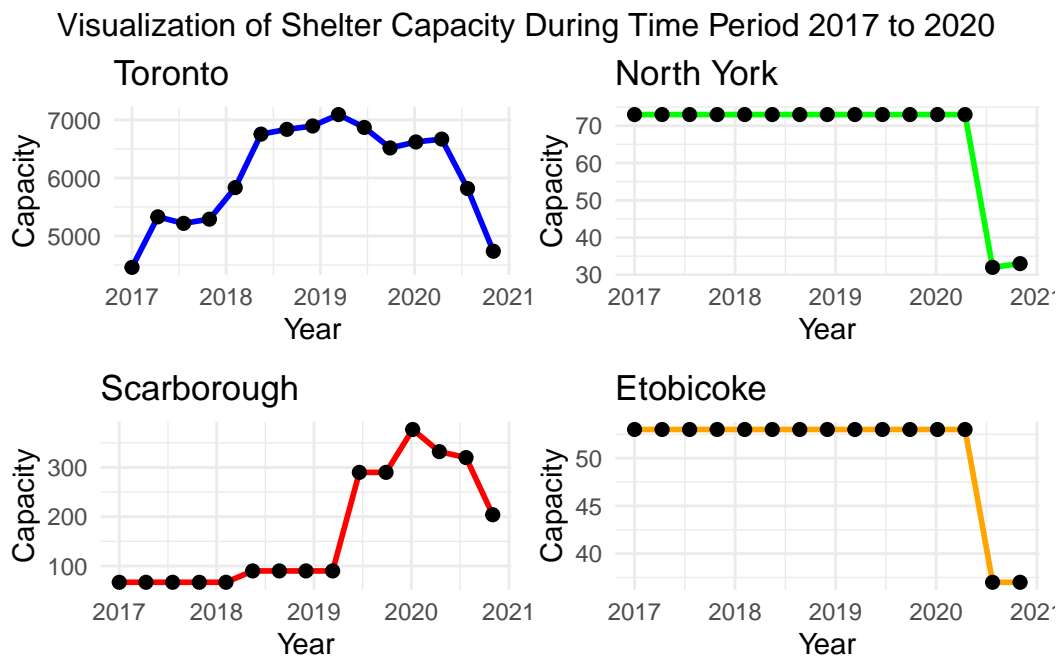 Visualization of Shelter Capacity During Time Period 2017 to 2020
Toronto
Capacity
7000
6000
5000
2017 2018 2019 2020 2021
Year
North York
Capacity
70
60
50
40
30
2017 2018 2019 2020 2021
Year
Scarborough
Capacity
300
200
100
2017 2018 2019 2020 2021
Year
Etobicoke
Capacity
50
45
40
2017 2018 2019 2020 2021
Year